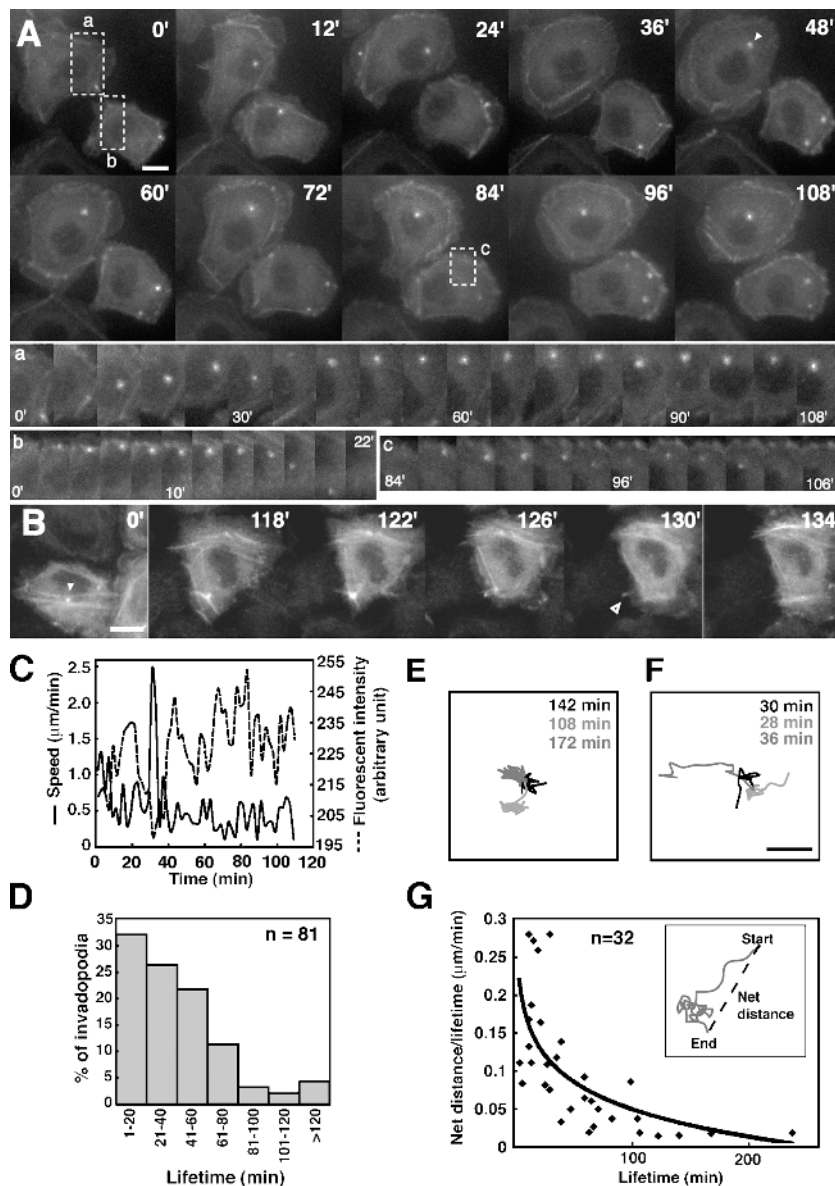 A
a
b
0'
12'
24'
36'
48'
60'
72'
84'
c
96'
108'
a
0'
30'
60'
90'
108'
b
0'
10'
22'
c
84'
96'
106'
B
0'
118'
122'
126'
130'
134
C
Speed (µm/min)
2.5
2.0
1.5
1.0
0.5
0
0 20 40 60 80 100 120
Time (min)
255
245
235
225
215
205
195
Fluorescent intensity
(arbitrary unit)
E
142 min
108 min
172 min
F
30 min
28 min
36 min
D
% of invadopodia
35
30
25
20
15
10
5
0
n = 81
1-20
21-40
41-60
61-80
81-100
101-120
>120
Lifetime (min)
G
Net distance/lifetime (µm/min)
0.3
0.25
0.2
0.15
0.1
0.05
0
n=32
Start
Net
distance
End
100 200
Lifetime (min)